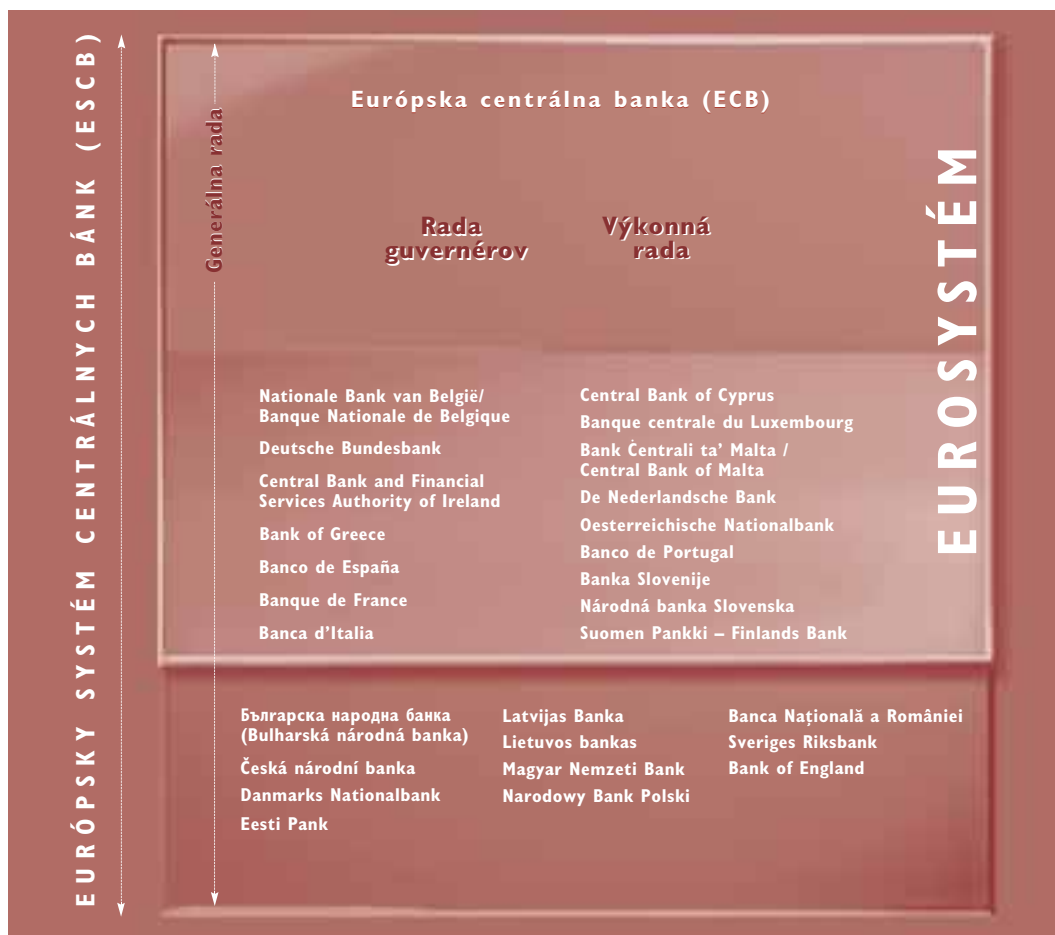 EURÓPSKY SYSTÉM CENTRÁLNYCH BÁNK (ESCB)
Generálna rada
Európska centrálna banka (ECB)
Rada
guvernérov
Výkonná
rada
EUROSYSTÉM
Nationale Bank van België/
Banque Nationale de Belgique
Deutsche Bundesbank
Central Bank and Financial
Services Authority of Ireland
Bank of Greece
Banco de España
Banque de France
Banca d’Italia
Central Bank of Cyprus
Banque centrale du Luxembourg
Bank Ċentrali ta’ Malta /
Central Bank of Malta
De Nederlandsche Bank
Oesterreichische Nationalbank
Banco de Portugal
Banka Slovenije
Národná banka Slovenska
Suomen Pankki – Finlands Bank
Българска народна банка
(Bulharská národná banka)
Česká národní banka
Danmarks Nationalbank
Eesti Pank
Latvijas Banka
Lietuvos bankas
Magyar Nemzeti Bank
Narodowy Bank Polski
Banca Națională a României
Sveriges Riksbank
Bank of England